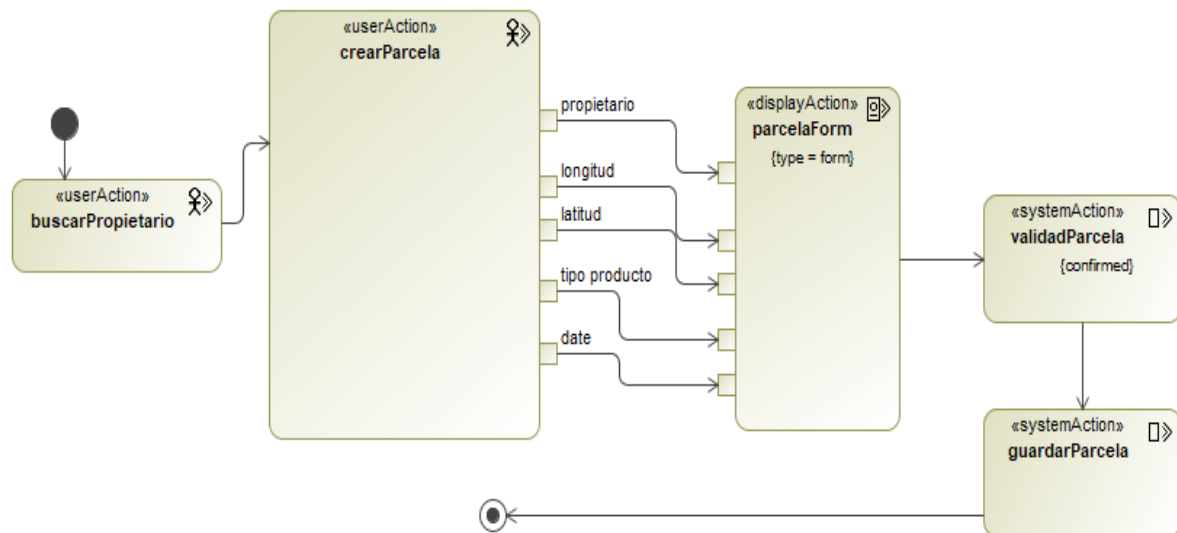 «userAction»
buscarPropietario
«userAction»
crearParcela
propietario
longitud
latitud
tipo producto
date
«displayAction»
parcelaForm
{type = form}
«systemAction»
validadParcela
{confirmed}
«systemAction»
guardarParcela